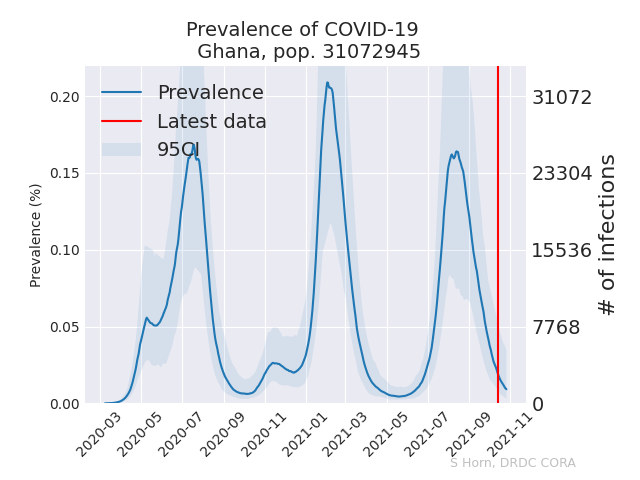 Prevalence of COVID-19
Ghana, pop. 31072945
Prevalence
Latest data
95CI
0.20
0.15
0.10
0.05
0.00
Prevalence (%)
31072
23304
15536
7768
0
# of infections
2020-03
2020-05
2020-07
2020-09
2020-11
2021-01
2021-03
2021-05
2021-07
2021-09
2021-11
S Horn, DRDC CORA